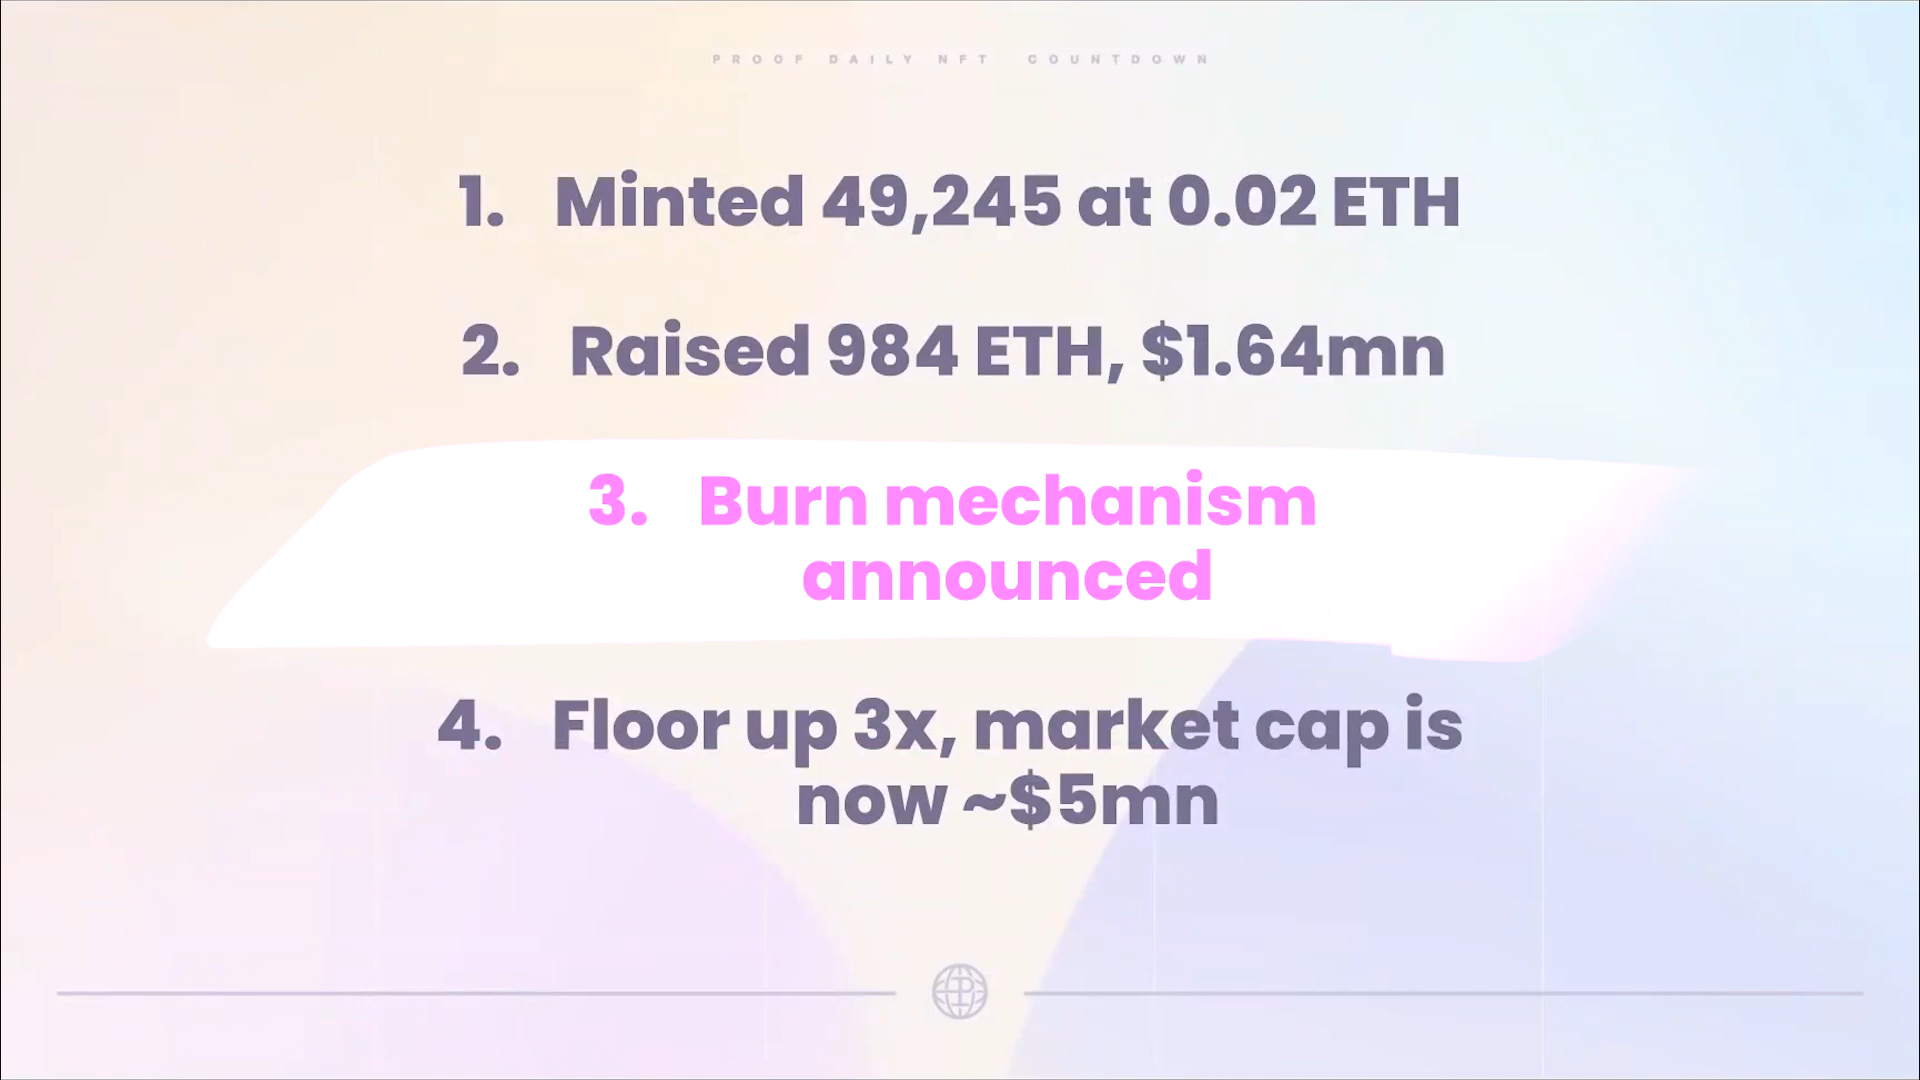 PROOF DAILY NFT COUNTDOWN
1. Minted 49,245 at 0.02 ETH
2. Raised 984 ETH, $1.64mn
3. Burn mechanism
announced
4. Floor up 3x, market cap is
now ~$5mn
P